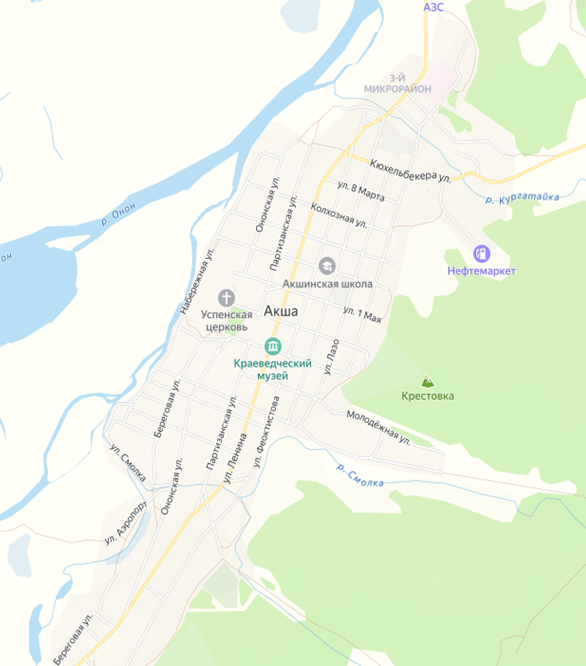 АЗС
3-Й
МИКРОРАЙОН
Кюхельбекера ул.
ул. 8 Марта
р. Кургатайка
Колхозная ул.
Ононская ул.
Партизанская ул.
р. Онон
он
Нефтемаркет
Набережная ул.
Акшинская школа
Успенская
церковь
Акша
ул. 1 Мая
Краеведческий
музей
ул. Лазо
Крестовка
Береговая ул.
Партизанская ул.
ул. Феоктистова
Молодёжная ул.
ул. Ленина
ул. Смолка
р. Смолка
Ононская ул.
ул. Аэропорт
Береговая ул.